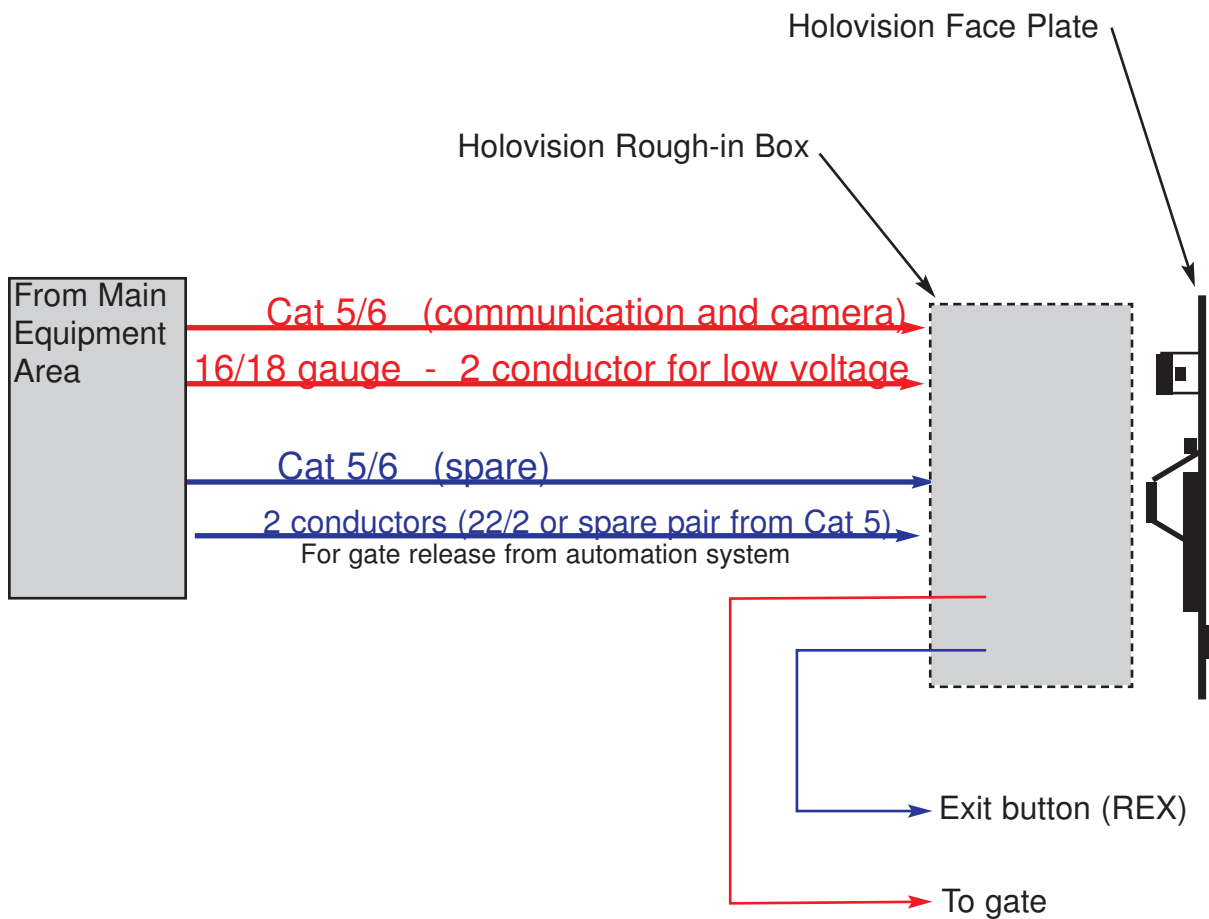 Holovision Face Plate
Holovision Rough-in Box
From Main
Equipment
Area
Cat 5/6 (communication and camera)
16/18 gauge - 2 conductor for low voltage
Cat 5/6 (spare)
2 conductors (22/2 or spare pair from Cat 5)
For gate release from automation system
Exit button (REX)
To gate